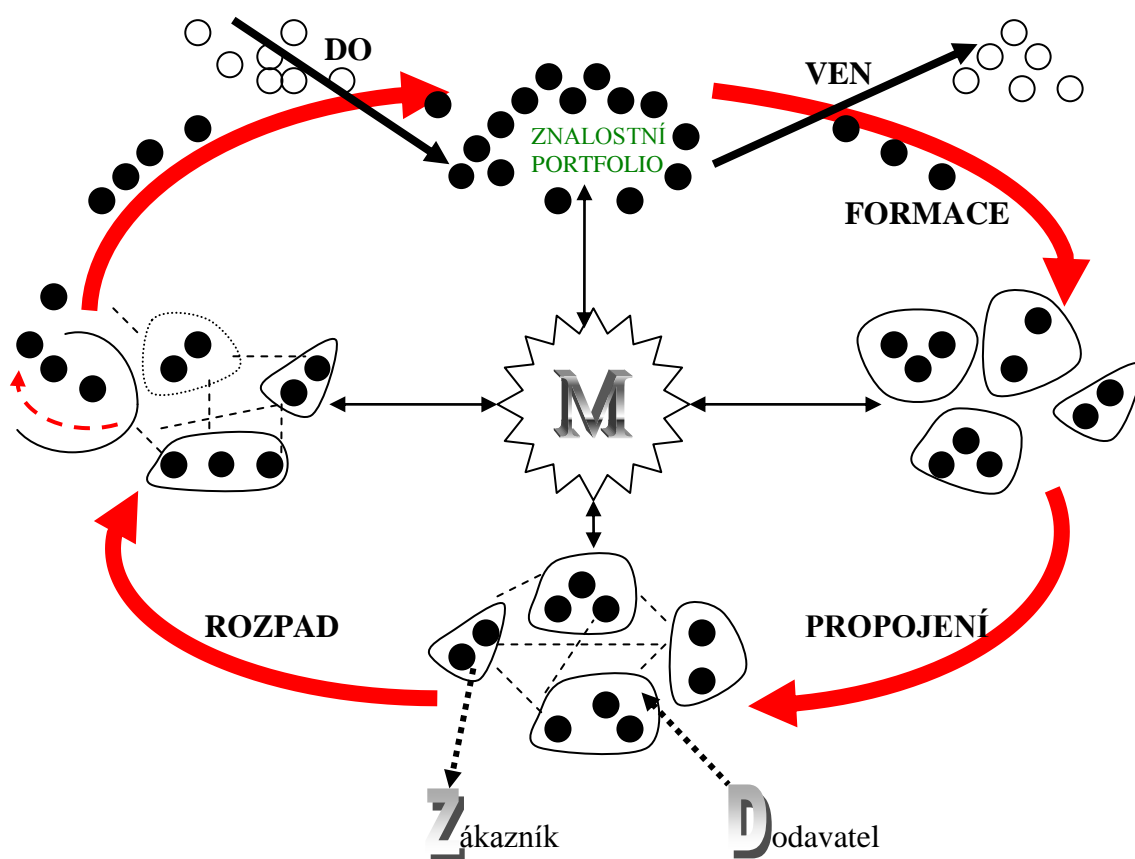 DO
VEN
ZNALOSTNÍ
PORTFOLIO
FORMACE
M
ROZPAD
PROPOJENÍ
Zákazník
Dodavatel